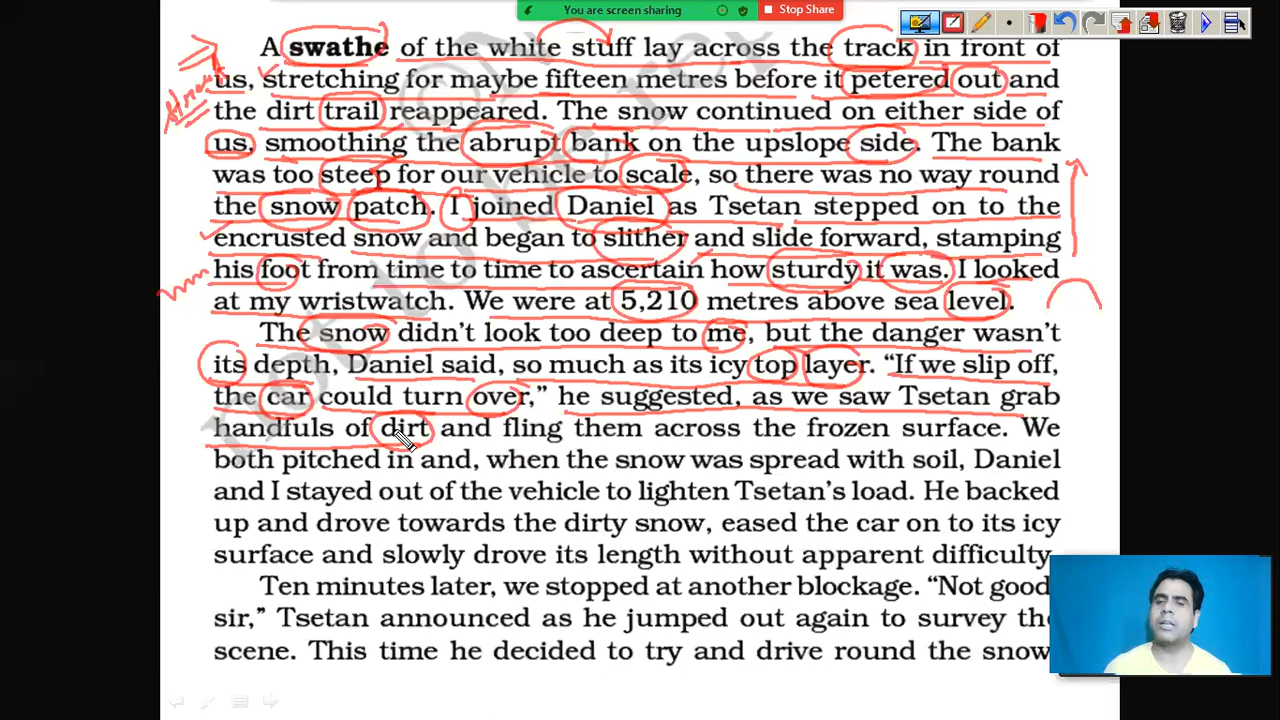 You are screen sharing
Stop Share
A swathe of the white stuff lay across the track in front of
us, stretching for maybe fifteen metres before it petered out and
the dirt trail reappeared. The snow continued on either side of
us, smoothing the abrupt bank on the upslope side. The bank
was too steep for our vehicle to scale, so there was no way round
the snow patch. I joined Daniel as Tsetan stepped on to the
encrusted snow and began to slither and slide forward, stamping
his foot from time to time to ascertain how sturdy it was. I looked
at my wristwatch. We were at 5,210 metres above sea level.
The snow didn't look too deep to me, but the danger wasn't
its depth, Daniel said, so much as its icy top layer. “If we slip off,
the car could turn over,” he suggested, as we saw Tsetan grab
handfuls of dirt and fling them across the frozen surface. We
both pitched in and, when the snow was spread with soil, Daniel
and I stayed out of the vehicle to lighten Tsetan's load. He backed
up and drove towards the dirty snow, eased the car on to its icy
surface and slowly drove its length without apparent difficulty.
Ten minutes later, we stopped at another blockage. “Not good
sir,” Tsetan announced as he jumped out again to survey the
scene. This time he decided to try and drive round the snow
not to be re